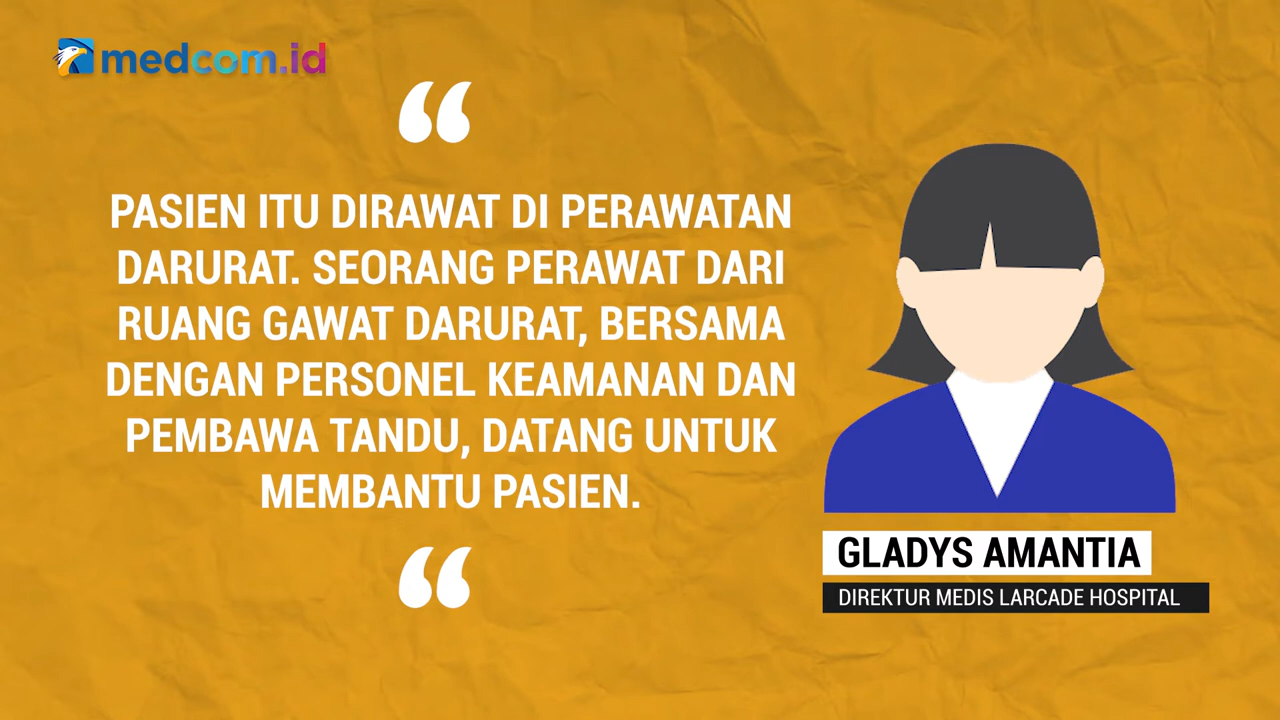 medcom.id
PASIEN ITU DIRAWAT DI PERAWATAN
DARURAT. SEORANG PERAWAT DARI
RUANG GAWAT DARURAT, BERSAMA
DENGAN PERSONEL KEAMANAN DAN
PEMBAWA TANDU, DATANG UNTUK
MEMBANTU PASIEN.
GLADYS AMANTIA
DIREKTUR MEDIS LARCADE HOSPITAL